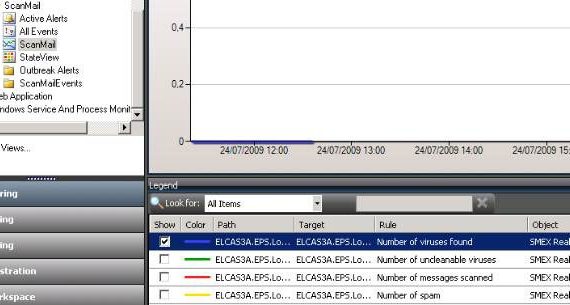 ScanMail
Active Alerts
All Events
ScanMail
StateView
Outbreak Alerts
ScanMailEvents
eb Application
ndows Service And Process Monit
Views...
ring
ng
ng
stration
rkspace
0,4
0,2
0
24/07/2009 12:00 24/07/2009 13:00 24/07/2009 14:00 24/07/2009 15:
Legend
Look for: All Items
Show Color Path Target Rule Object
ELCAS3A.EPS.Lo... ELCAS3A.EPS.Lo... Number of viruses found SMEX Real
ELCAS3A.EPS.Lo... ELCAS3A.EPS.Lo... Number of uncleanable viruses SMEX Real
ELCAS3A.EPS.Lo... ELCAS3A.EPS.Lo... Number of messages scanned SMEX Real
ELCAS3A.EPS.Lo... ELCAS3A.EPS.Lo... Number of spam SMEX Real